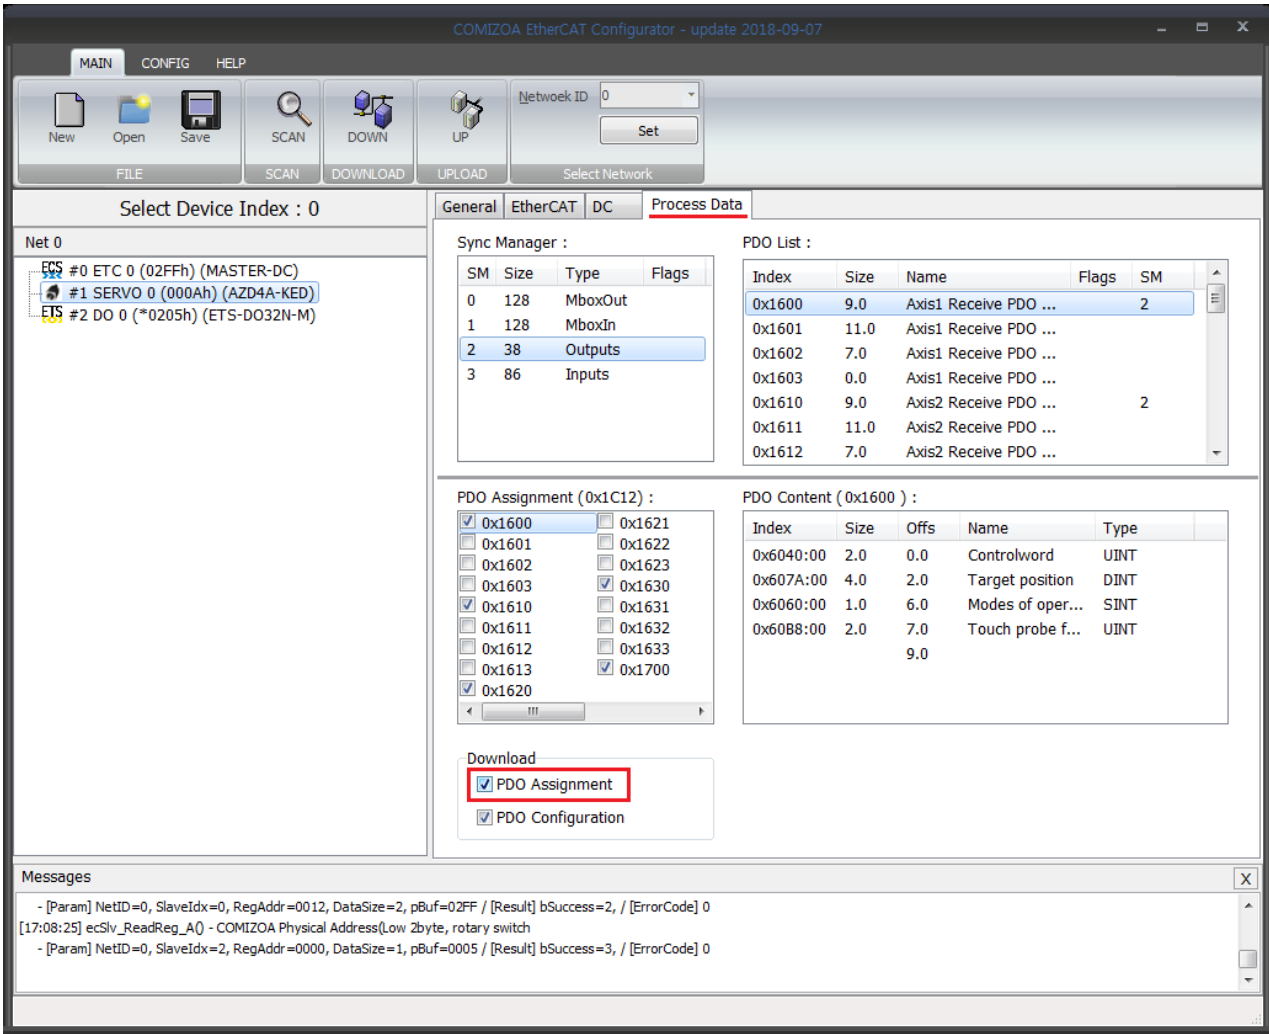 COMIZOA EtherCAT Configurator - update 2018-09-07
MAIN CONFIG HELP
Netwoek ID 0
Set
New Open Save SCAN DOWN UP
FILE SCAN DOWNLOAD UPLOAD Select Network
Select Device Index : 0
Net 0
ECS #0 ETC 0 (02FFh) (MASTER-DC)
#1 SERVO 0 (000Ah) (AZD4A-KED)
ETS #2 DO 0 (*0205h) (ETS-DO32N-M)
General EtherCAT DC Process Data
Sync Manager :
SM Size Type Flags
0 128 MboxOut
1 128 MboxIn
2 38 Outputs
3 86 Inputs
PDO List :
Index Size Name Flags SM
0x1600 9.0 Axis1 Receive PDO ... 2
0x1601 11.0 Axis1 Receive PDO ...
0x1602 7.0 Axis1 Receive PDO ...
0x1603 0.0 Axis1 Receive PDO ...
0x1610 9.0 Axis2 Receive PDO ... 2
0x1611 11.0 Axis2 Receive PDO ...
0x1612 7.0 Axis2 Receive PDO ...
PDO Assignment (0x1C12) :
0x1600 0x1621
0x1601 0x1622
0x1602 0x1623
0x1603 0x1630
0x1610 0x1631
0x1611 0x1632
0x1612 0x1633
0x1613 0x1700
0x1620
PDO Content ( 0x1600 ) :
Index Size Offs Name Type
0x6040:00 2.0 0.0 Controlword UINT
0x607A:00 4.0 2.0 Target position DINT
0x6060:00 1.0 6.0 Modes of oper... SINT
0x60B8:00 2.0 7.0 Touch probe f... UINT
9.0
Download
PDO Assignment
PDO Configuration
Messages
X
- [Param] NetID=0, SlaveIdx=0, RegAddr=0012, DataSize=2, pBuf=02FF / [Result] bSuccess=2, / [ErrorCode] 0
[17:08:25] ecSlv_ReadReg_A() - COMIZOA Physical Address(Low 2byte, rotary switch
- [Param] NetID=0, SlaveIdx=2, RegAddr=0000, DataSize=1, pBuf=0005 / [Result] bSuccess=3, / [ErrorCode] 0